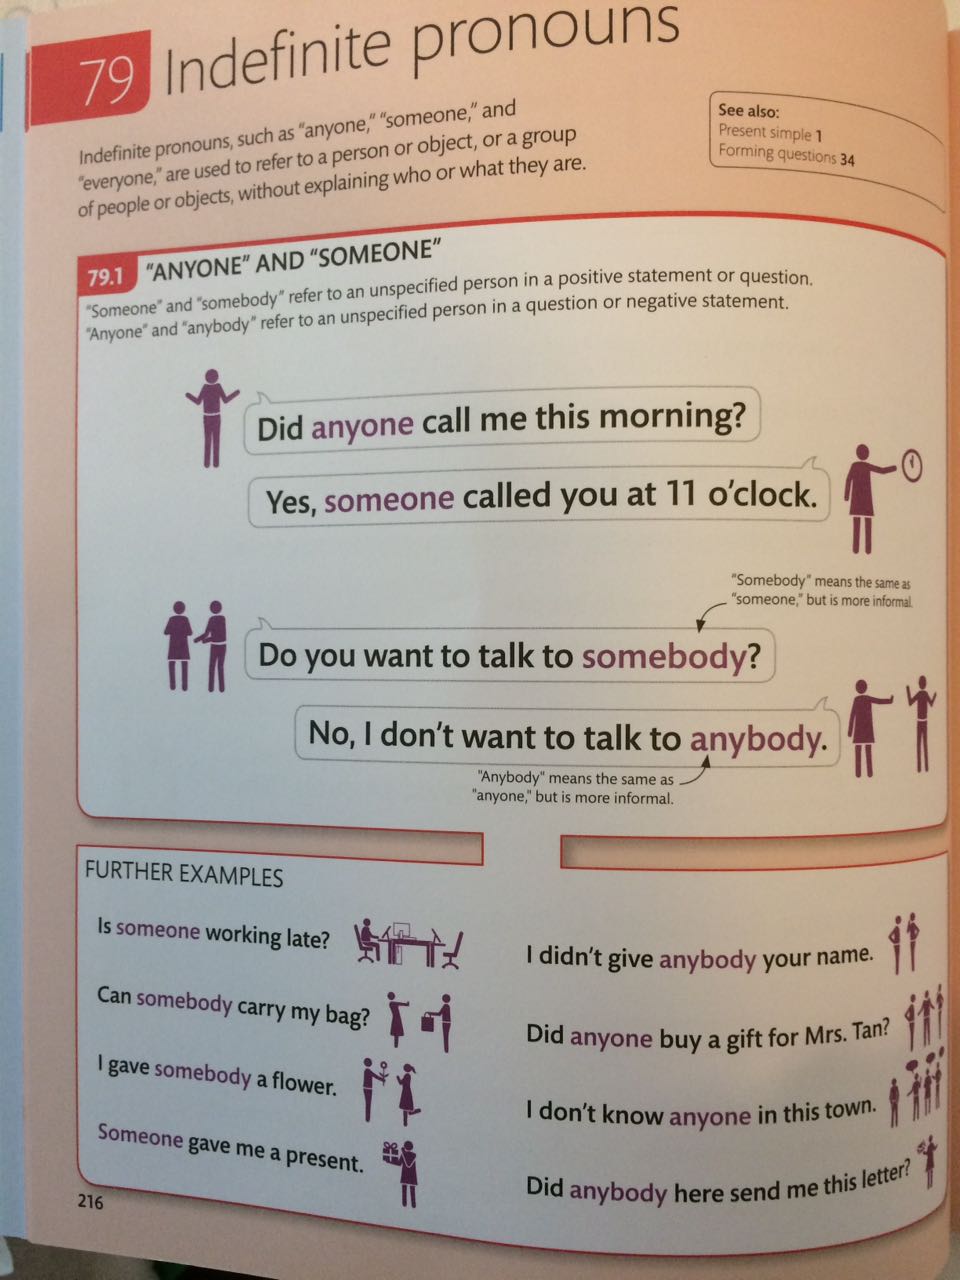 79 Indefinite pronouns
Indefinite pronouns, such as “anyone,” “someone,” and
“everyone,” are used to refer to a person or object, or a group
of people or objects, without explaining who or what they are.
See also:
Present simple 1
Forming questions 34
79.1 “ANYONE” AND “SOMEONE”
“Someone” and “somebody” refer to an unspecified person in a positive statement or question.
“Anyone” and “anybody” refer to an unspecified person in a question or negative statement.
Did anyone call me this morning?
Yes, someone called you at 11 o’clock.
“Somebody” means the same as
“someone,” but is more informal.
Do you want to talk to somebody?
No, I don’t want to talk to anybody.
"Anybody" means the same as
"anyone," but is more informal.
FURTHER EXAMPLES
Is someone working late?
Can somebody carry my bag?
I gave somebody a flower.
Someone gave me a present.
I didn’t give anybody your name.
Did anyone buy a gift for Mrs. Tan?
I don’t know anyone in this town.
Did anybody here send me this letter?
216